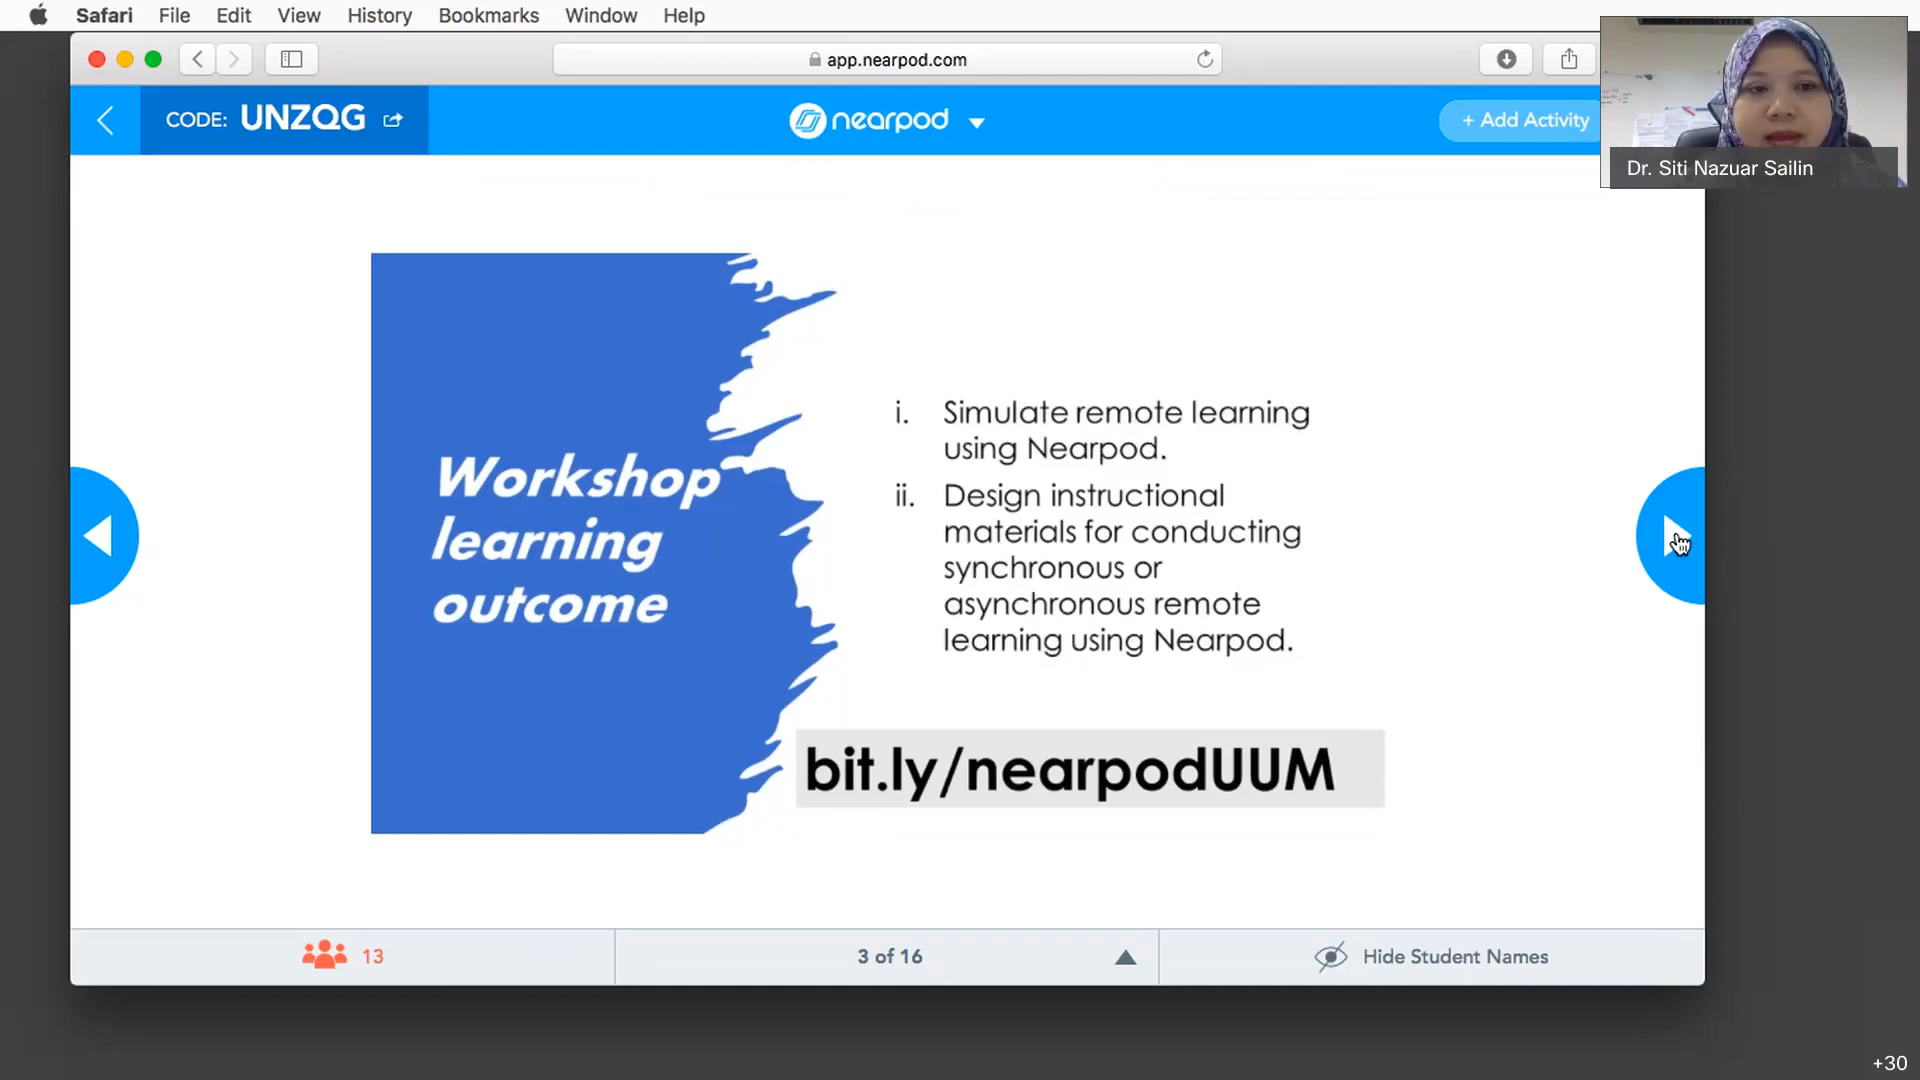 Safari File Edit View History Bookmarks Window Help
app.nearpod.com
CODE: UNZQG
nearpod
+ Add Activity
Dr. Siti Nazuar Sailin
Workshop
learning
outcome
i. Simulate remote learning
using Nearpod.
ii. Design instructional
materials for conducting
synchronous or
asynchronous remote
learning using Nearpod.
bit.ly/nearpodUUM
13
3 of 16
Hide Student Names
+30